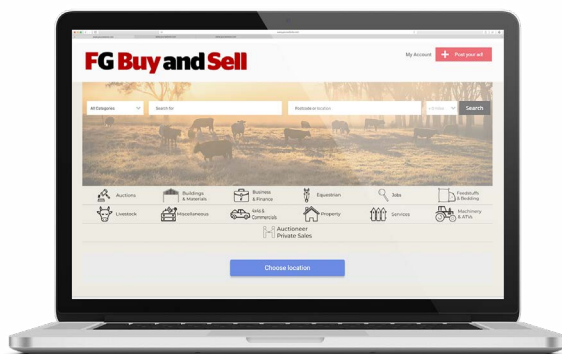 FG Buy and Sell
My Account
Post your ad!
All Categories
Search for
Postcode or location
Search
Auctions
Buildings
& Materials
Business
& Finance
Equestrian
Jobs
Feedstuffs
& Bedding
Livestock
Miscellaneous
4x4s &
Commercials
Property
Services
Machinery
& ATVs
Auctioneer
Private Sales
Choose location